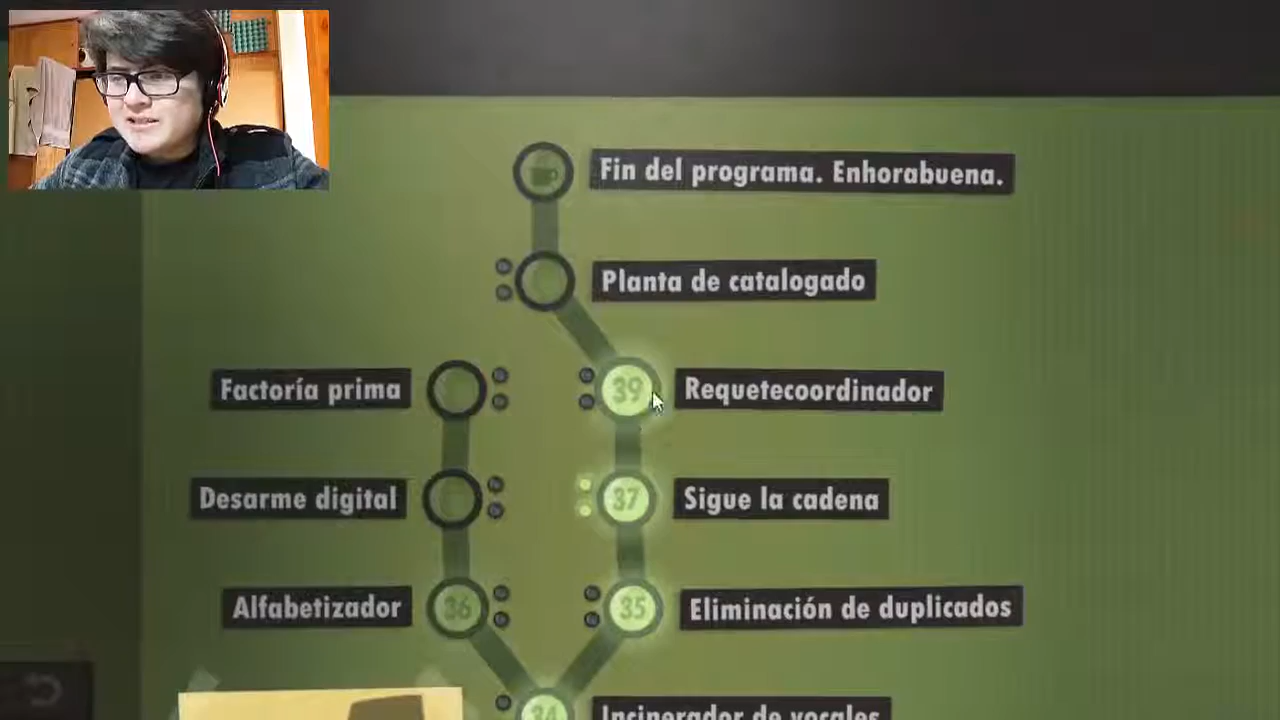 Fin del programa. Enhorabuena.
Planta de catalogado
Factoría prima
39
Requetecoordinador
Desarme digital
37
Sigue la cadena
Alfabetizador
36
35
Eliminación de duplicados
34
Incinerador de vocales